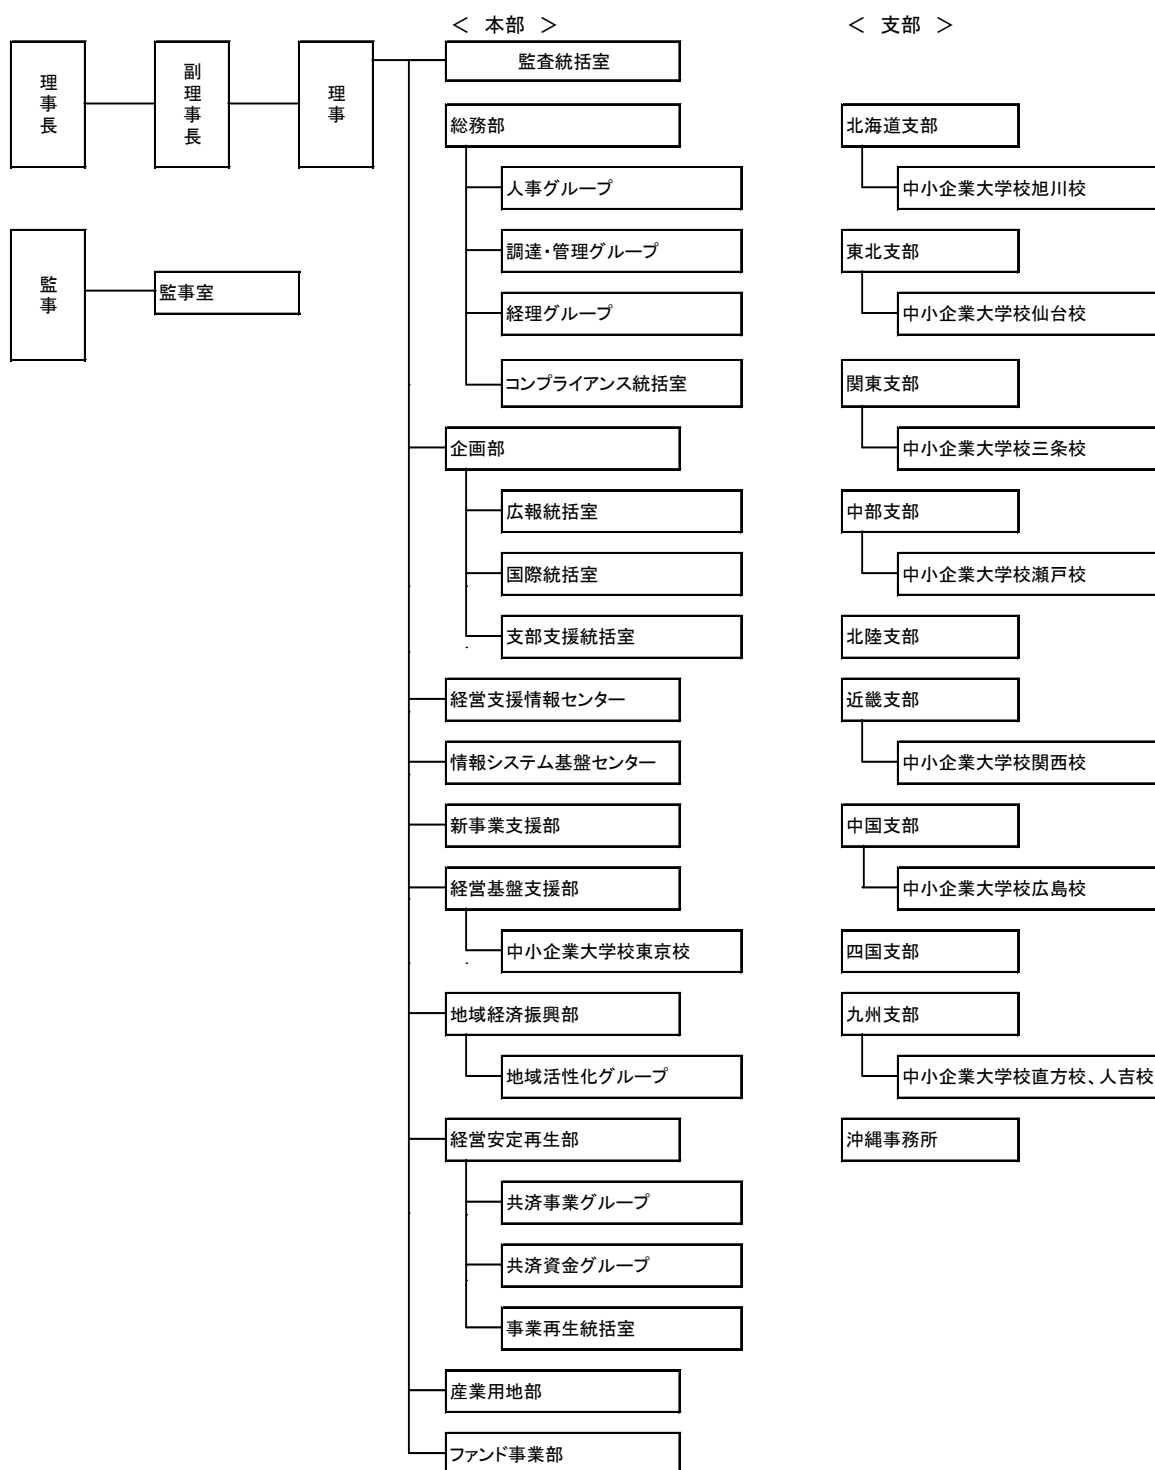 ＜ 本部 ＞
＜ 支部 ＞
理事長
副理事長
理事
監事
監事室
監査統括室
総務部
人事グループ
調達・管理グループ
経理グループ
コンプライアンス統括室
企画部
広報統括室
国際統括室
支部支援統括室
経営支援情報センター
情報システム基盤センター
新事業支援部
経営基盤支援部
中小企業大学校東京校
地域経済振興部
地域活性化グループ
経営安定再生部
共済事業グループ
共済資金グループ
事業再生統括室
産業用地部
ファンド事業部
北海道支部
中小企業大学校旭川校
東北支部
中小企業大学校仙台校
関東支部
中小企業大学校三条校
中部支部
中小企業大学校瀬戸校
北陸支部
近畿支部
中小企業大学校関西校
中国支部
中小企業大学校広島校
四国支部
九州支部
中小企業大学校直方校、人吉校
沖縄事務所